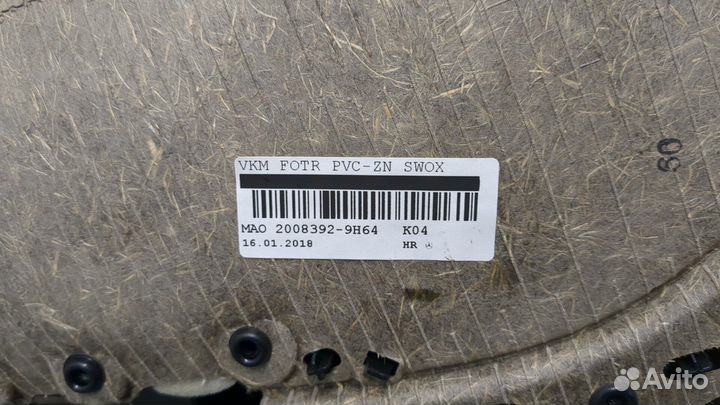 VKM FOTR PVC-ZN SWOX
MAO 2008392-9H64 K04
16.01.2018 HR
60
Avito